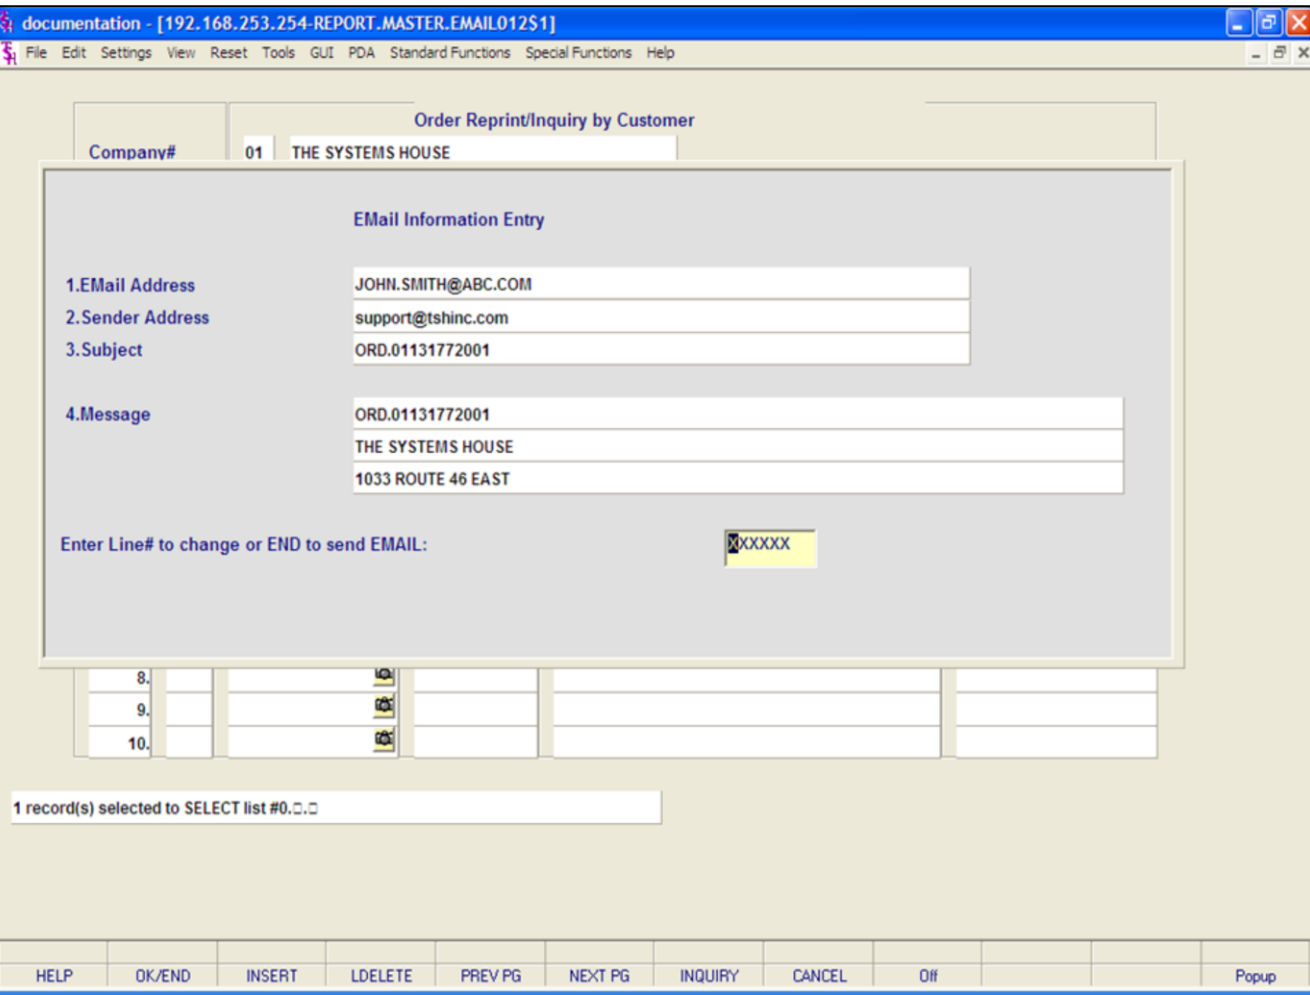 documentation - [192.168.253.254-REPORT.MASTER.EMAIL012$1]
File Edit Settings View Reset Tools GUI PDA Standard Functions Special Functions Help
Order Reprint/Inquiry by Customer
Company# 01 THE SYSTEMS HOUSE
EMail Information Entry
1.EMail Address JOHN.SMITH@ABC.COM
2.Sender Address support@tshinc.com
3.Subject ORD.01131772001
4.Message ORD.01131772001
THE SYSTEMS HOUSE
1033 ROUTE 46 EAST
Enter Line# to change or END to send EMAIL: XXXXXX
8.
9.
10.
1 record(s) selected to SELECT list #0.□.□
HELP OK/END INSERT LDELETE PREV PG NEXT PG INQUIRY CANCEL Off Popup